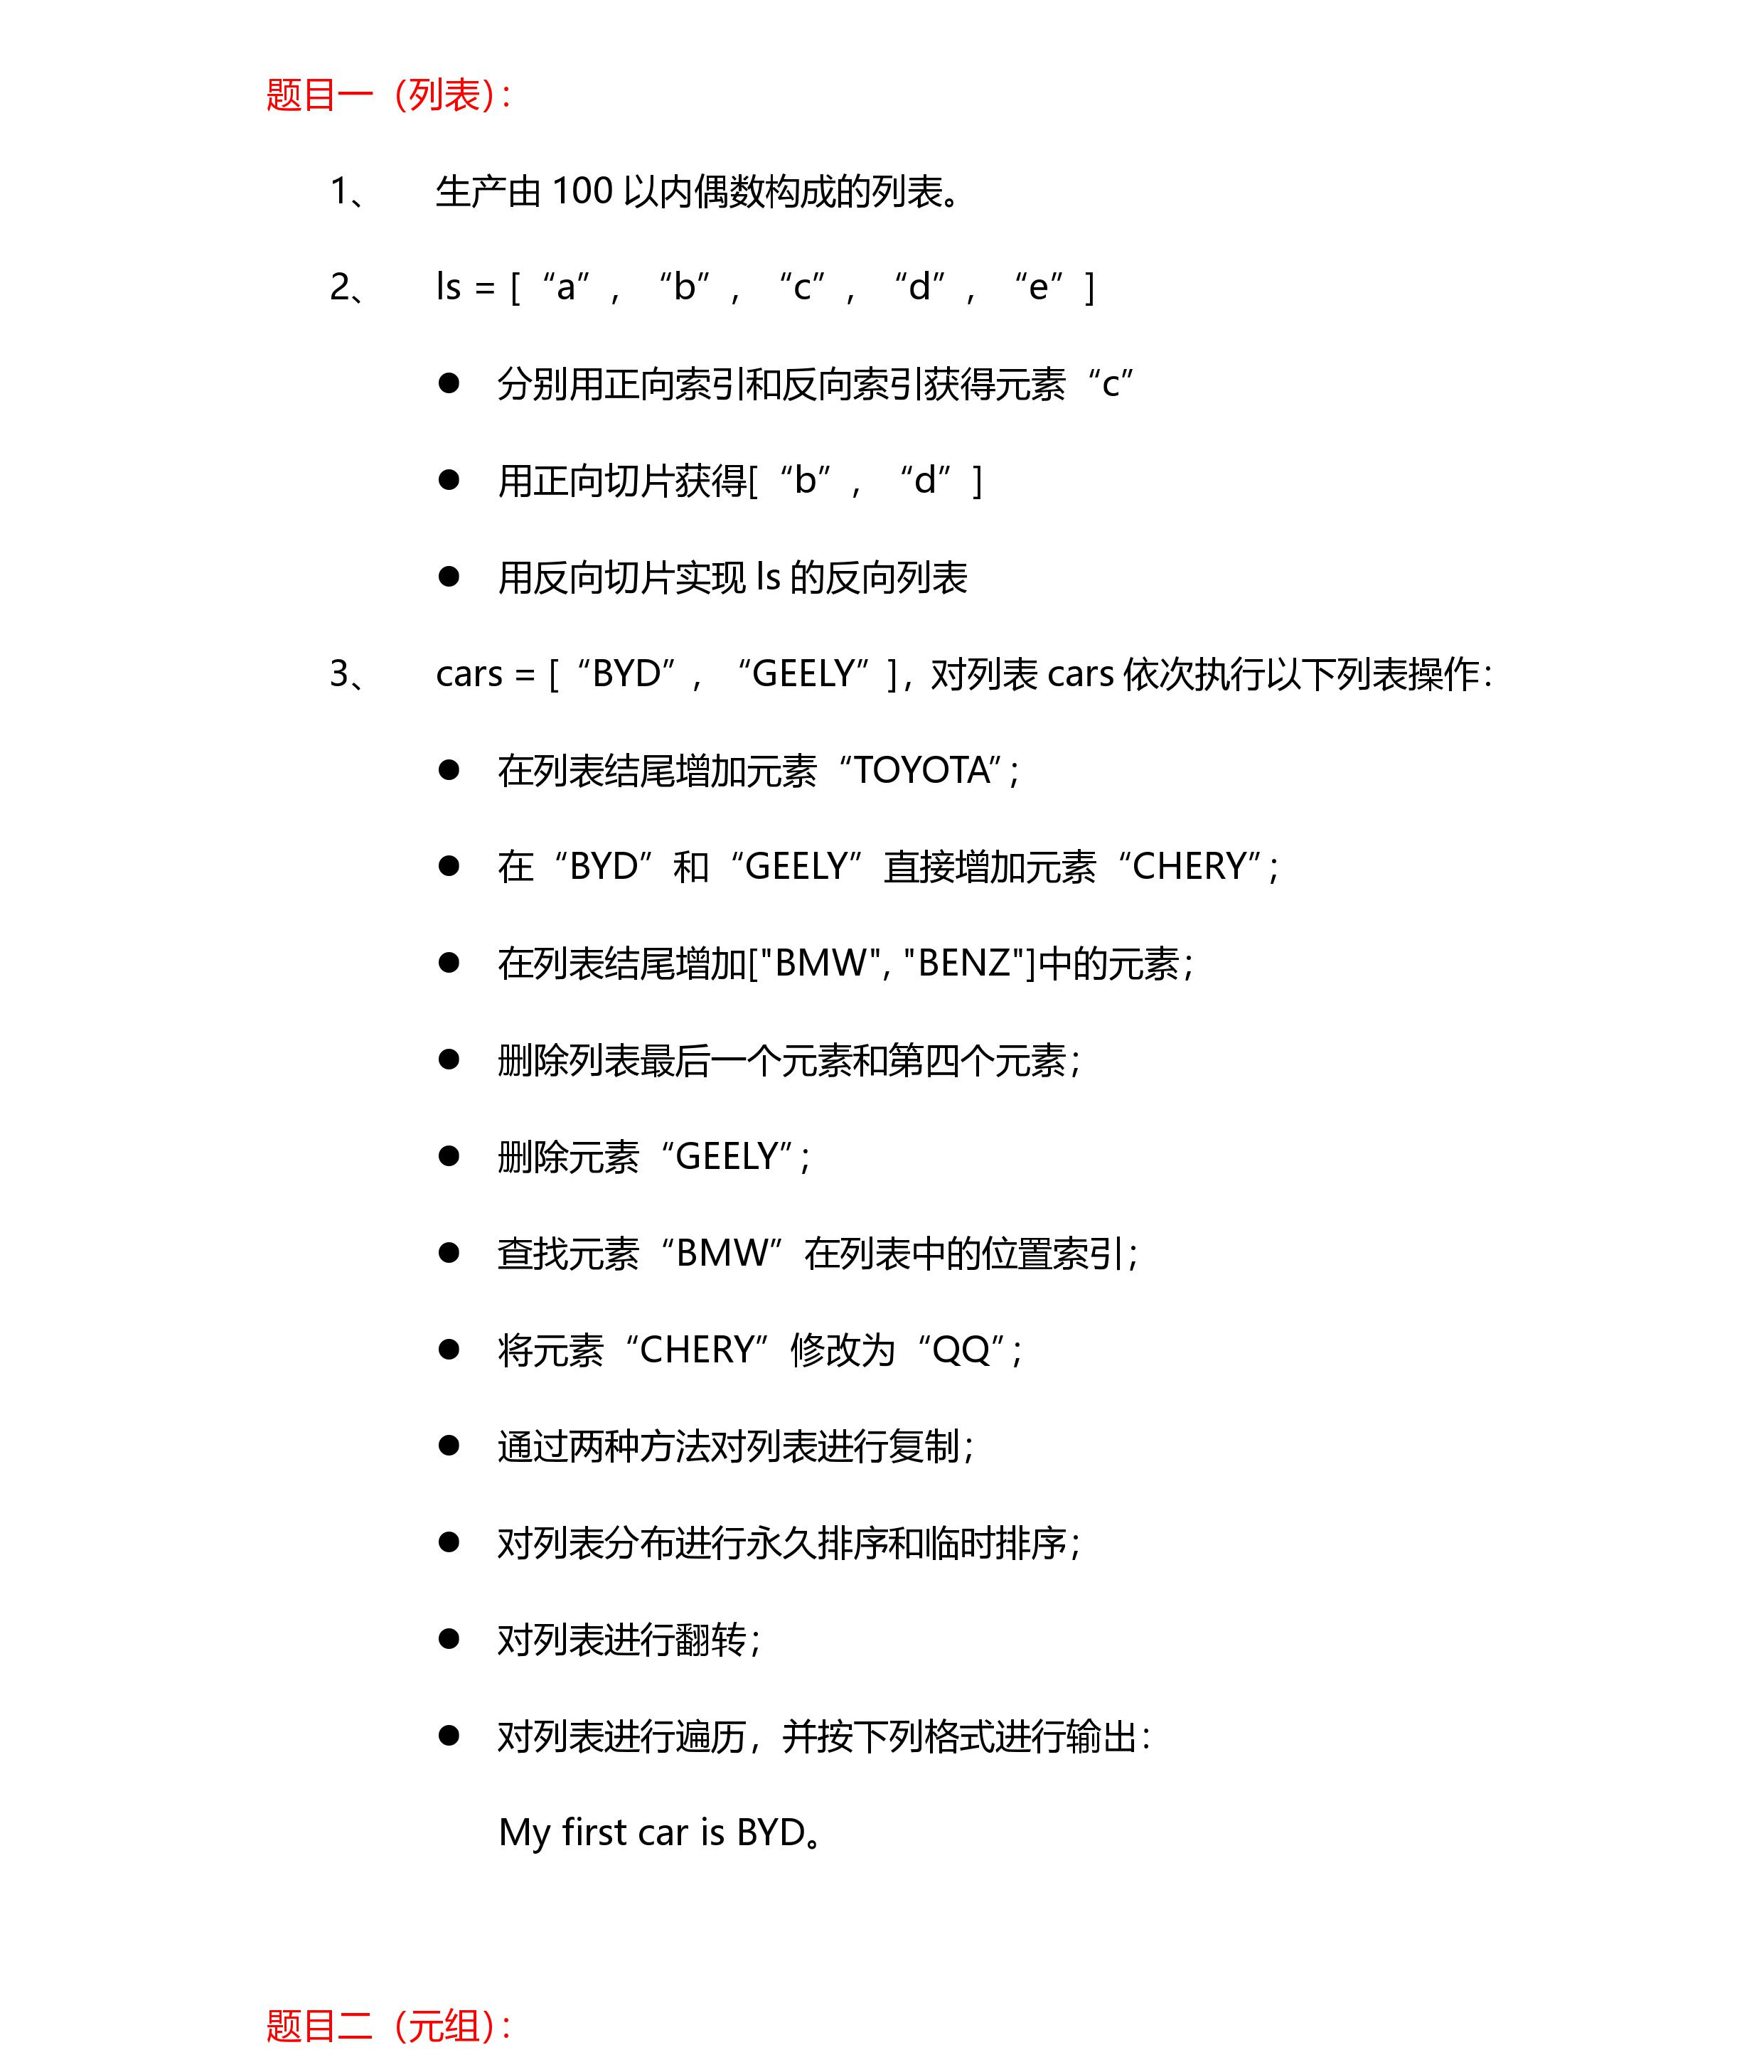 题目一（列表）：
1、 生产由 100 以内偶数构成的列表。
2、 ls = [“a”, “b”, “c”, “d”, “e”]
● 分别用正向索引和反向索引获得元素“c”
● 用正向切片获得[“b”, “d”]
● 用反向切片实现 ls 的反向列表
3、 cars = [“BYD”, “GEELY”]，对列表 cars 依次执行以下列表操作：
● 在列表结尾增加元素“TOYOTA”；
● 在“BYD”和“GEELY”直接增加元素“CHERY”；
● 在列表结尾增加["BMW", "BENZ"]中的元素；
● 删除列表最后一个元素和第四个元素；
● 删除元素“GEELY”；
● 查找元素“BMW”在列表中的位置索引；
● 将元素“CHERY”修改为“QQ”；
● 通过两种方法对列表进行复制；
● 对列表分布进行永久排序和临时排序；
● 对列表进行翻转；
● 对列表进行遍历，并按下列格式进行输出：
My first car is BYD。
题目二（元组）：